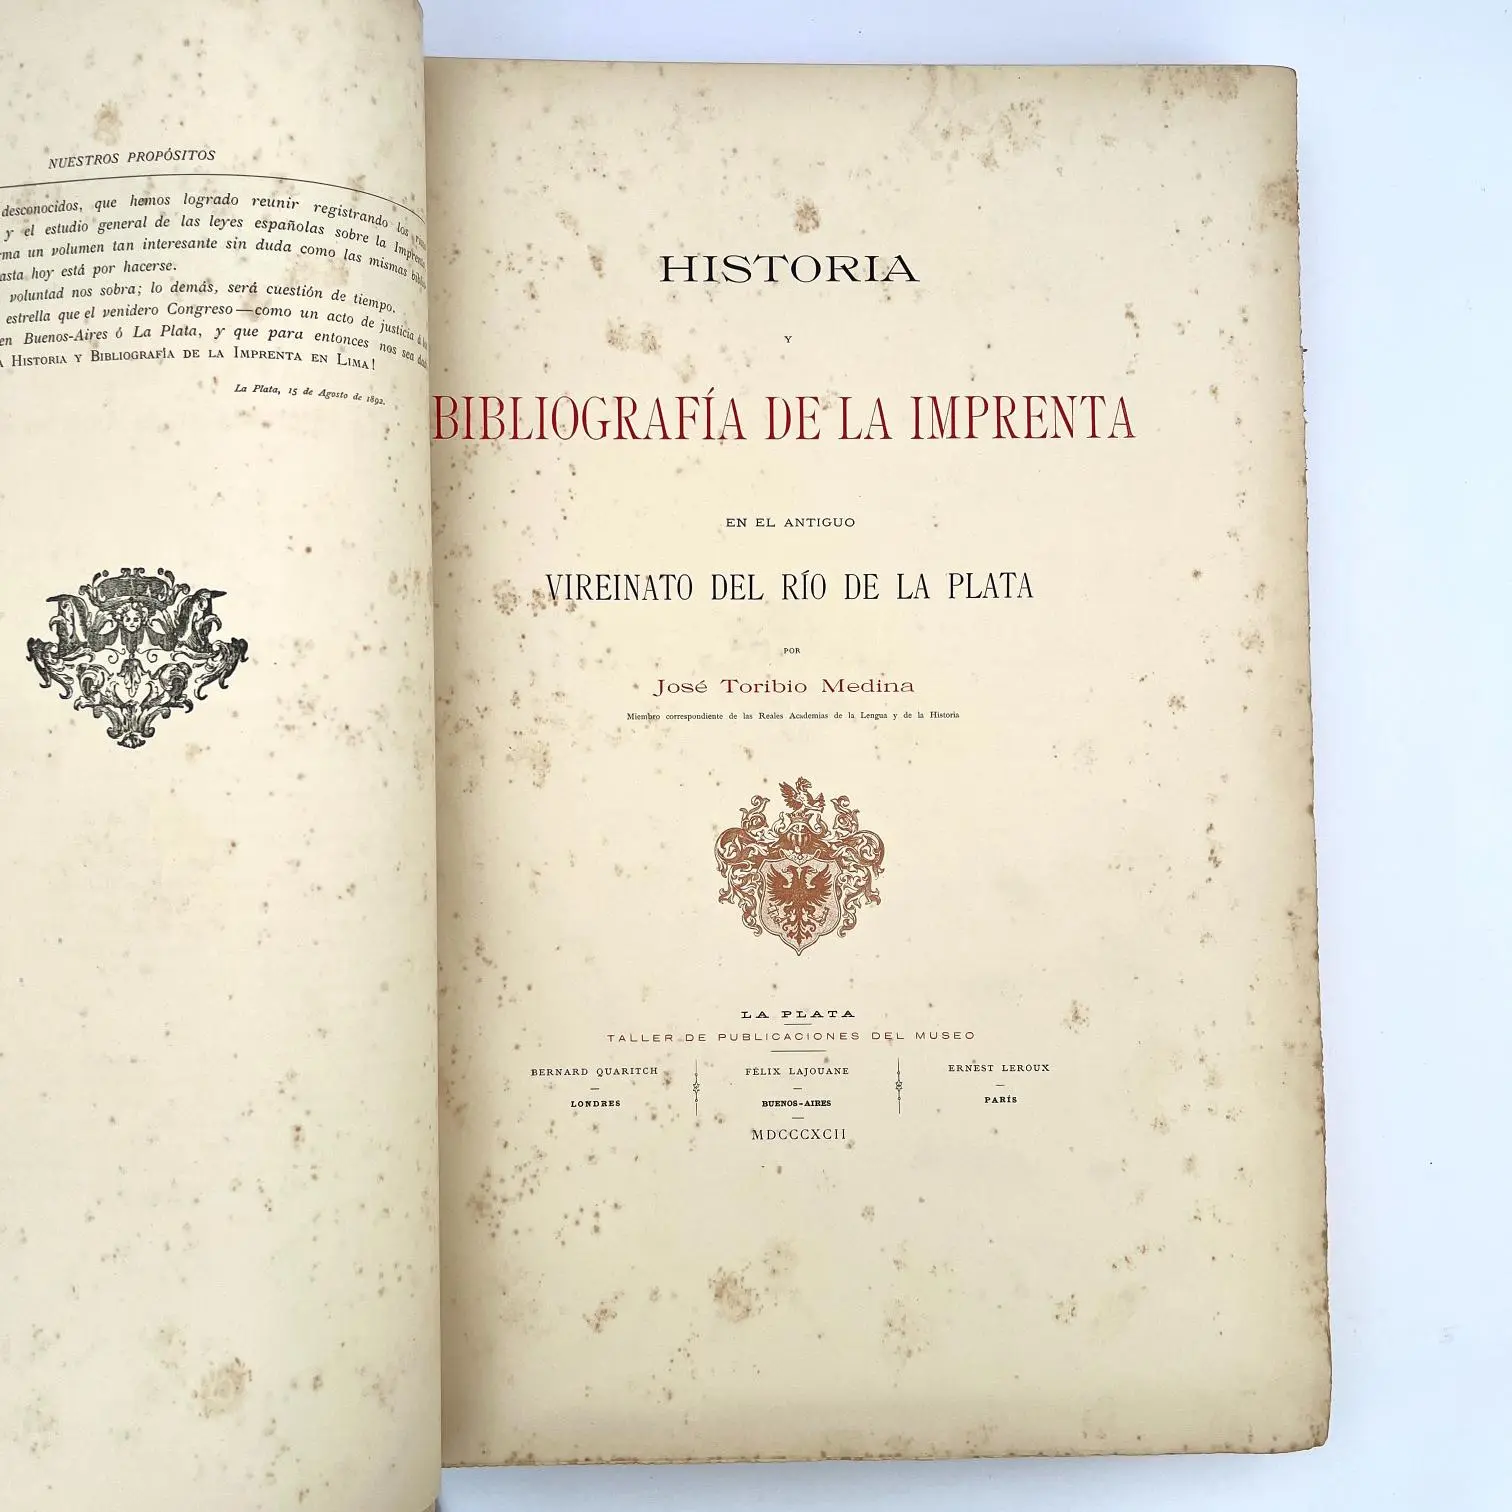 NUESTROS PROPÓSITOS
desconocidos, que hemos logrado reunir registrando los
y el estudio general de las leyes españolas sobre la
un volumen tan interesante sin duda como las mismas
hoy está por hacerse.
voluntad nos sobra; lo demás, será cuestión de tiempo.
estrella que el venidero Congreso—como un acto de justicia á
en Buenos-Aires ó La Plata, y que para entonces nos sea
HISTORIA Y BIBLIOGRAFÍA DE LA IMPRENTA EN LIMA!
La Plata, 15 de Agosto de 1892.
HISTORIA
Y
BIBLIOGRAFÍA DE LA IMPRENTA
EN EL ANTIGUO
VIREINATO DEL RÍO DE LA PLATA
POR
José Toribio Medina
Miembro correspondiente de las Reales Academias de la Lengua y de la Historia
LA PLATA
TALLER DE PUBLICACIONES DEL MUSEO
BERNARD QUARITCH
LONDRES
FÉLIX LAJOUANE
BUENOS-AIRES
ERNEST LEROUX
PARÍS
MDCCCXCII